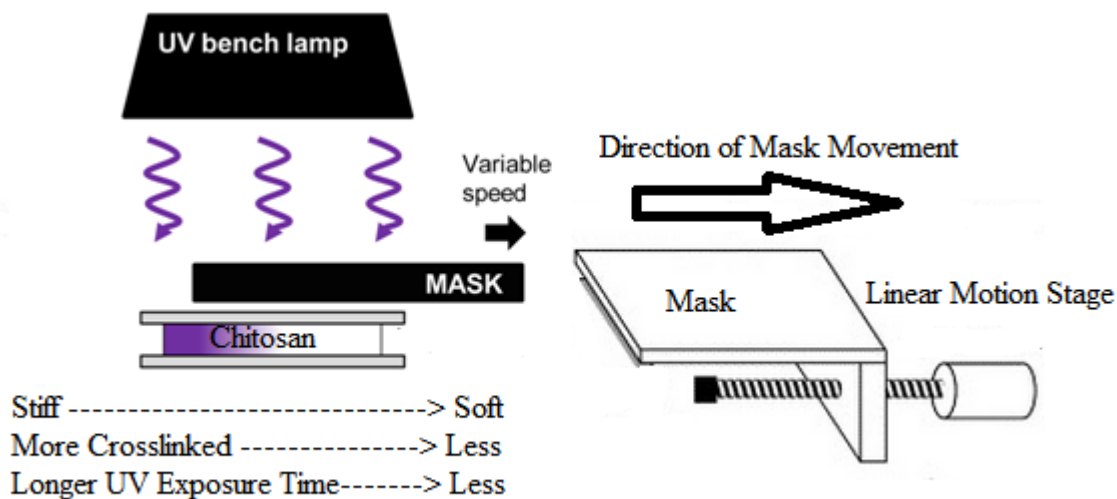 UV bench lamp
Variable
speed
Direction of Mask Movement
MASK
Mask
Linear Motion Stage
Chitosan
Stiff ------------------------------> Soft
More Crosslinked --------------> Less
Longer UV Exposure Time-------> Less